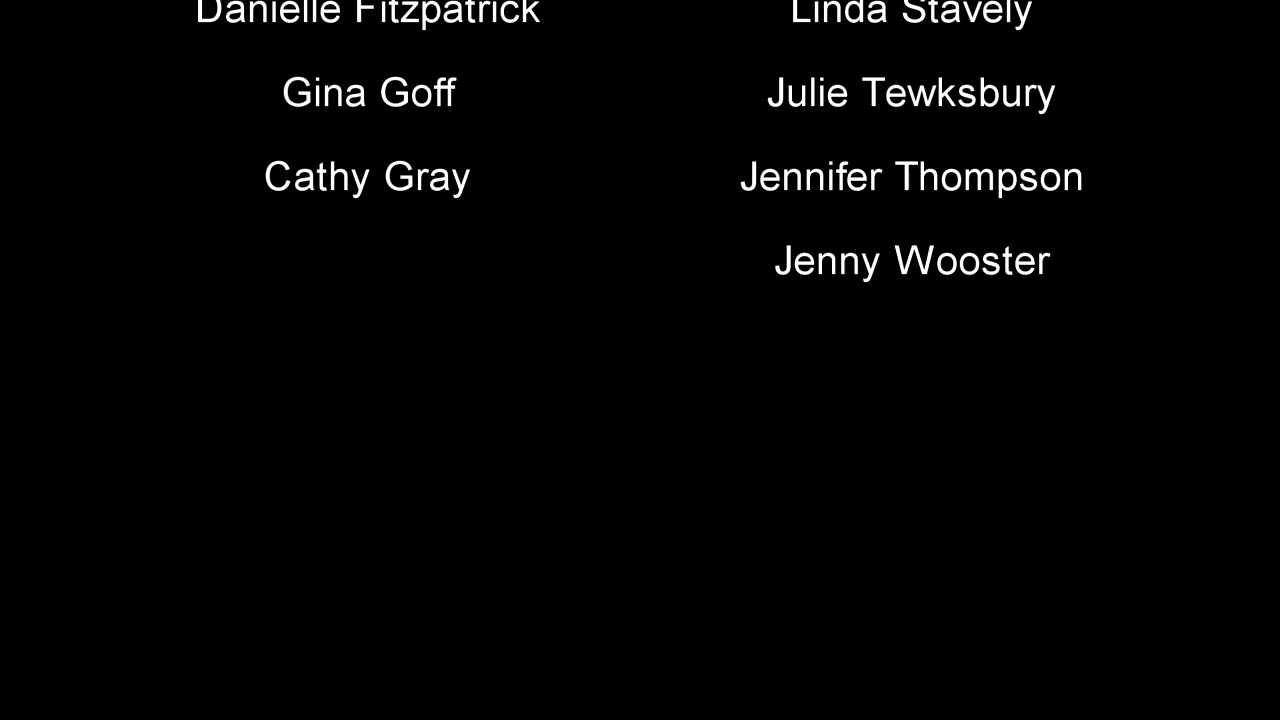 Danielle Fitzpatrick Linda Stavely
Gina Goff Julie Tewksbury
Cathy Gray Jennifer Thompson
Jenny Wooster